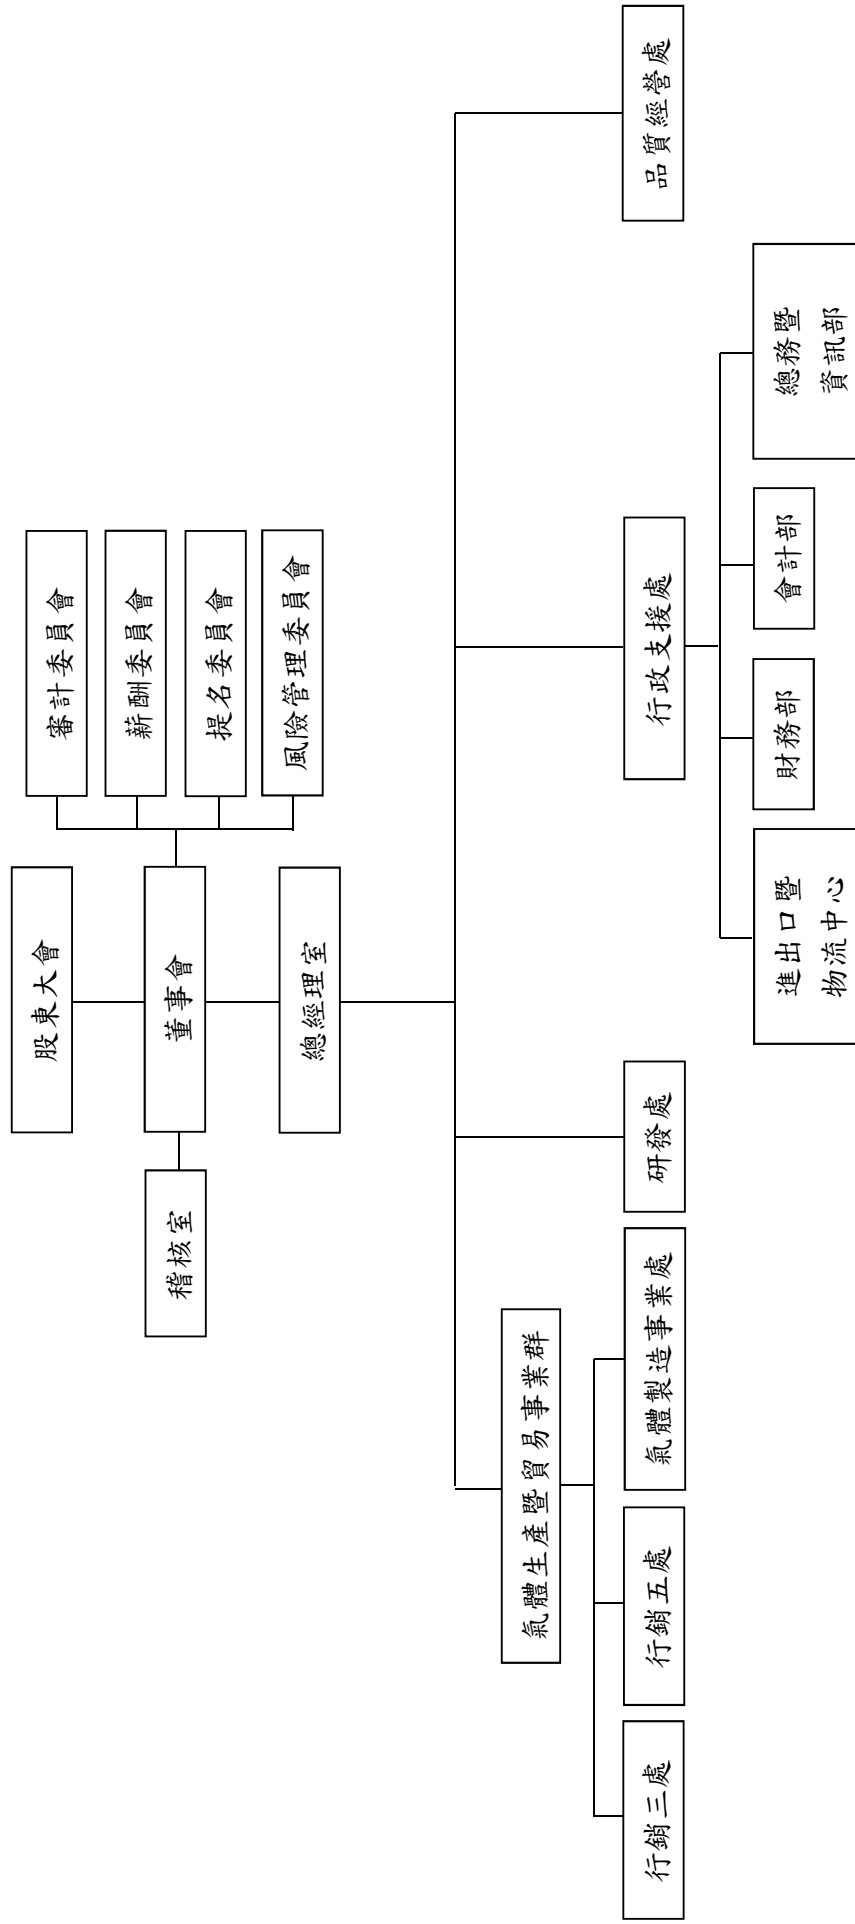 股東大會
審計委員會
薪酬委員會
提名委員會
風險管理委員會
稽核室
董事會
總經理室
氣體生產暨貿易事業群
行銷三處
行銷五處
氣體製造事業處
研發處
行政支援處
品質經營處
進出口暨
物流中心
財務部
會計部
總務暨
資訊部